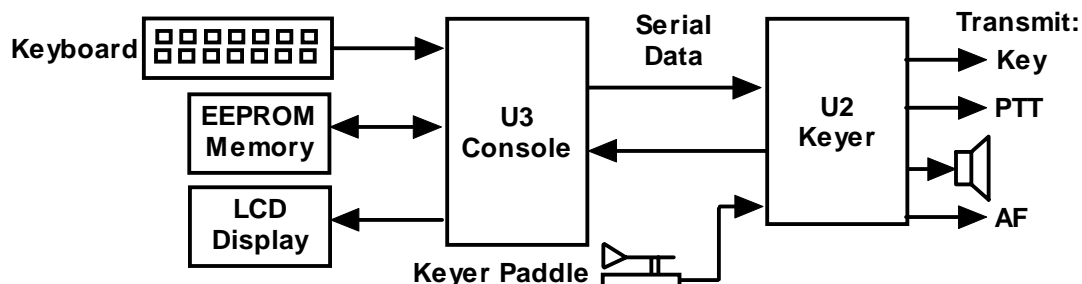 Keyboard
EEPROM
Memory
LCD
Display
U3
Console
Serial
Data
Keyer Paddle
U2
Keyer
Transmit:
Key
PTT
AF